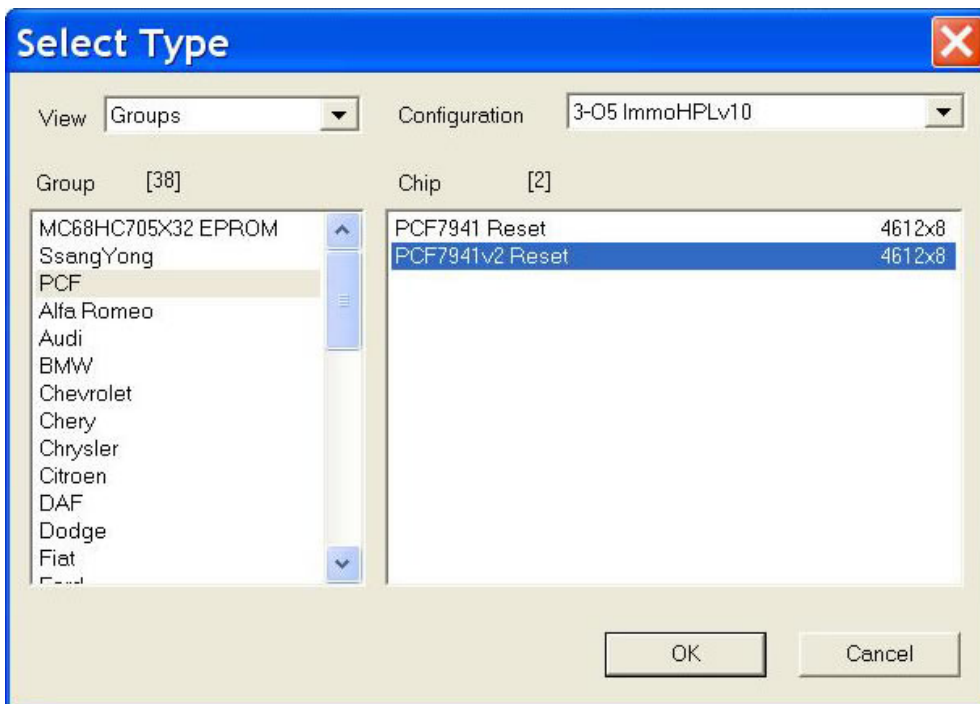 Select Type
View Groups Configuration 3-O5 ImmoHPLv10
Group [38] Chip [2]
MC68HC705X32 EPROM
SsangYong
PCF
Alfa Romeo
Audi
BMW
Chevrolet
Chery
Chrysler
Citroen
DAF
Dodge
Fiat
PCF7941 Reset 4612x8
PCF7941v2 Reset 4612x8
OK Cancel